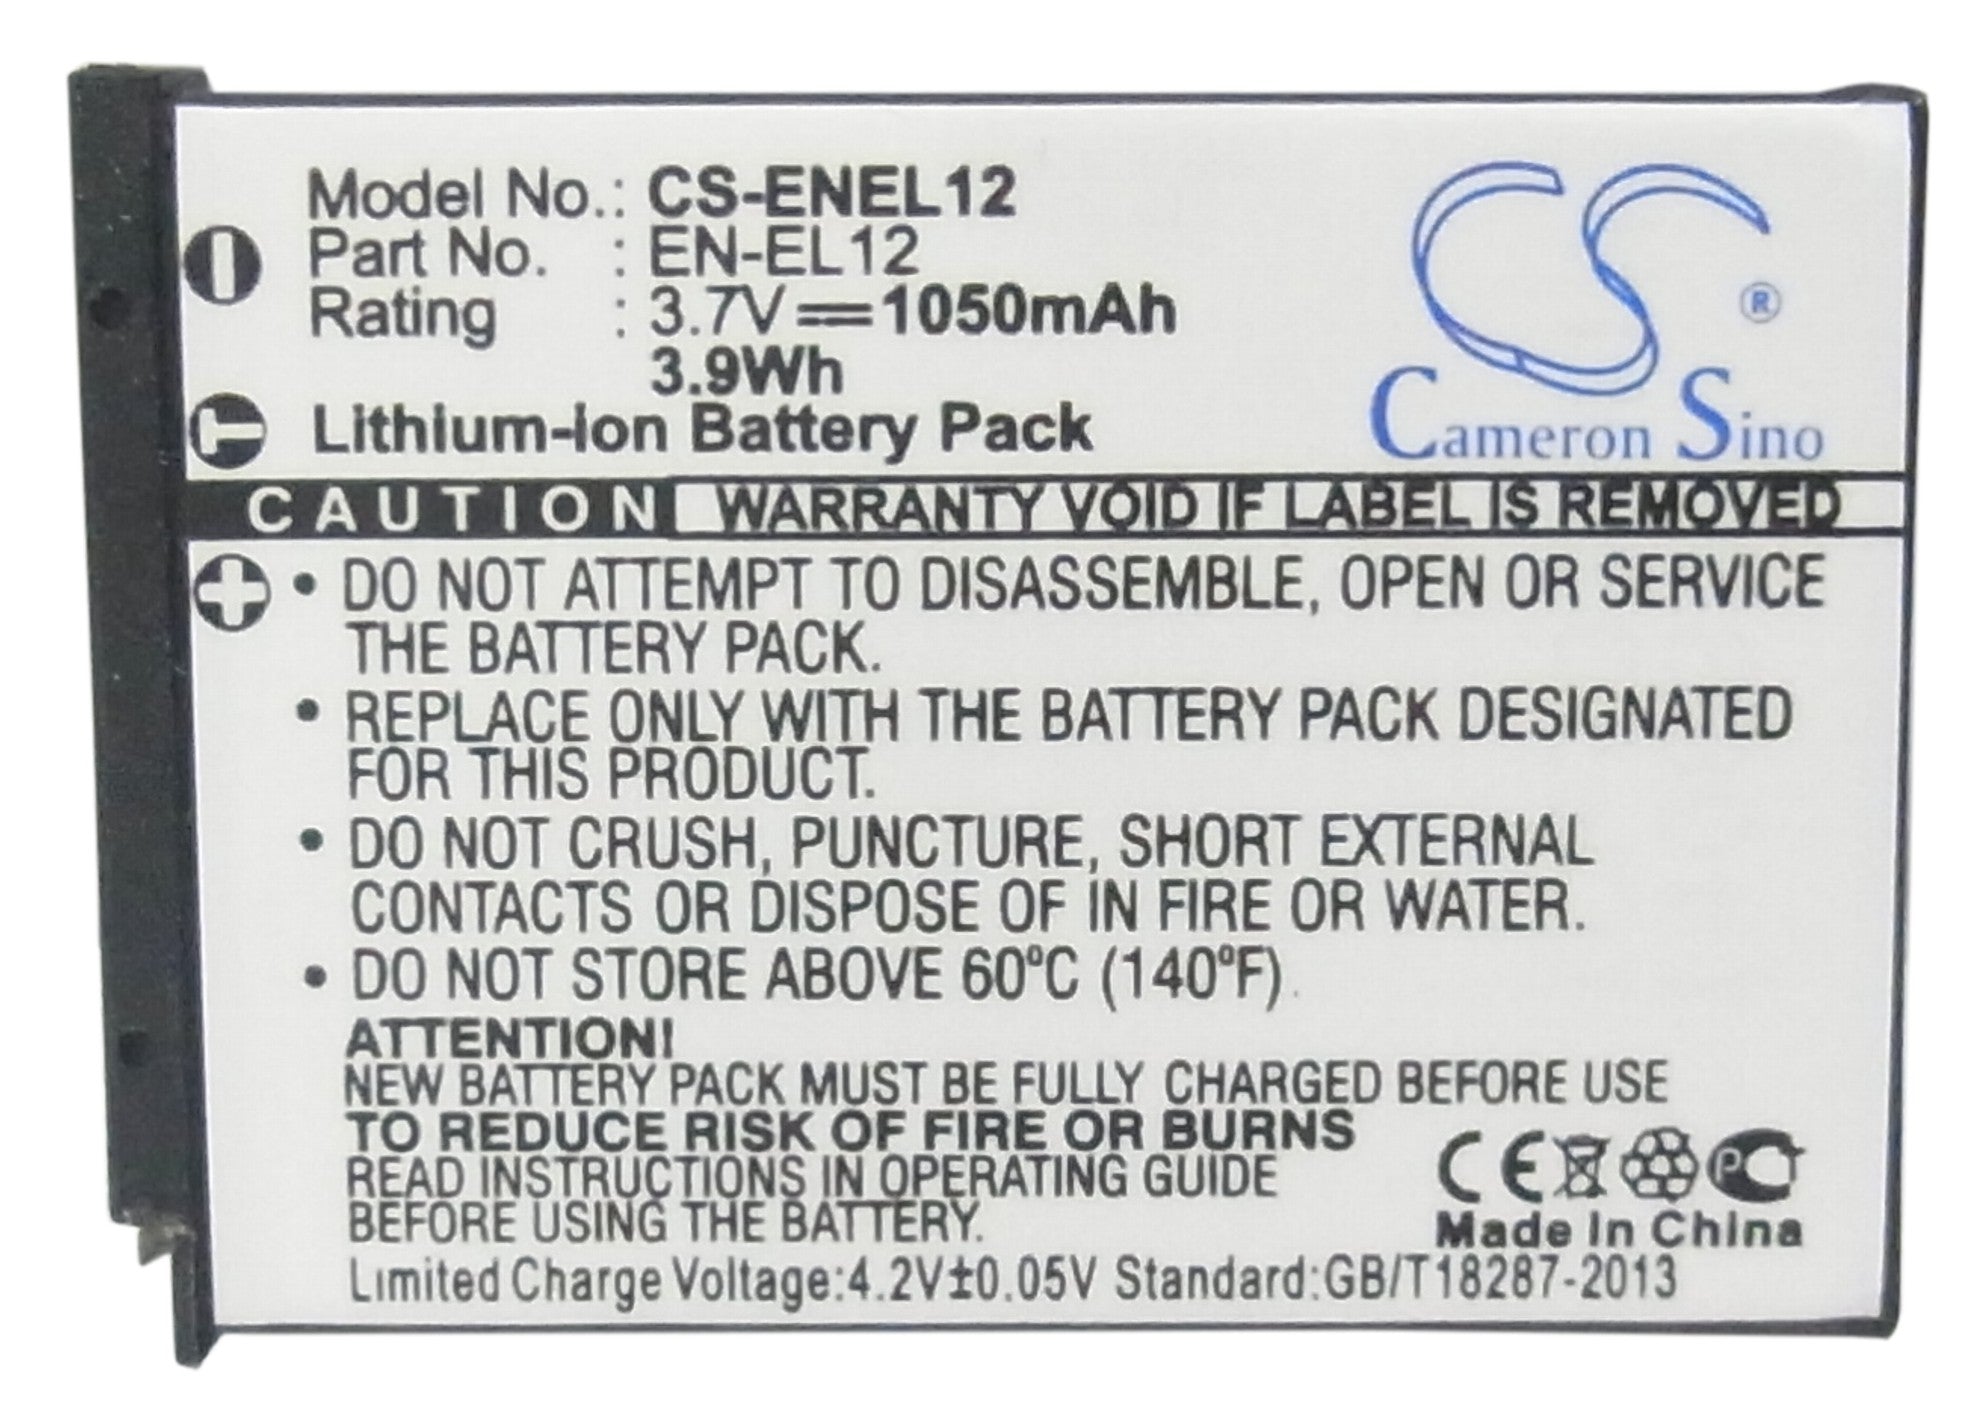 Model No.: CS-ENEL12
Part No. : EN-EL12
Rating : 3.7V⎓1050mAh
3.9Wh
T Lithium-ion Battery Pack
CS ®
Cameron Sino
CAUTION WARRANTY VOID IF LABEL IS REMOVED
• DO NOT ATTEMPT TO DISASSEMBLE, OPEN OR SERVICE
THE BATTERY PACK.
• REPLACE ONLY WITH THE BATTERY PACK DESIGNATED
FOR THIS PRODUCT.
• DO NOT CRUSH, PUNCTURE, SHORT EXTERNAL
CONTACTS OR DISPOSE OF IN FIRE OR WATER.
• DO NOT STORE ABOVE 60°C (140°F).
ATTENTION!
NEW BATTERY PACK MUST BE FULLY CHARGED BEFORE USE
TO REDUCE RISK OF FIRE OR BURNS
READ INSTRUCTIONS IN OPERATING GUIDE
BEFORE USING THE BATTERY.
CE PC
Made In China
Limited Charge Voltage:4.2V±0.05V Standard:GB/T18287-2013